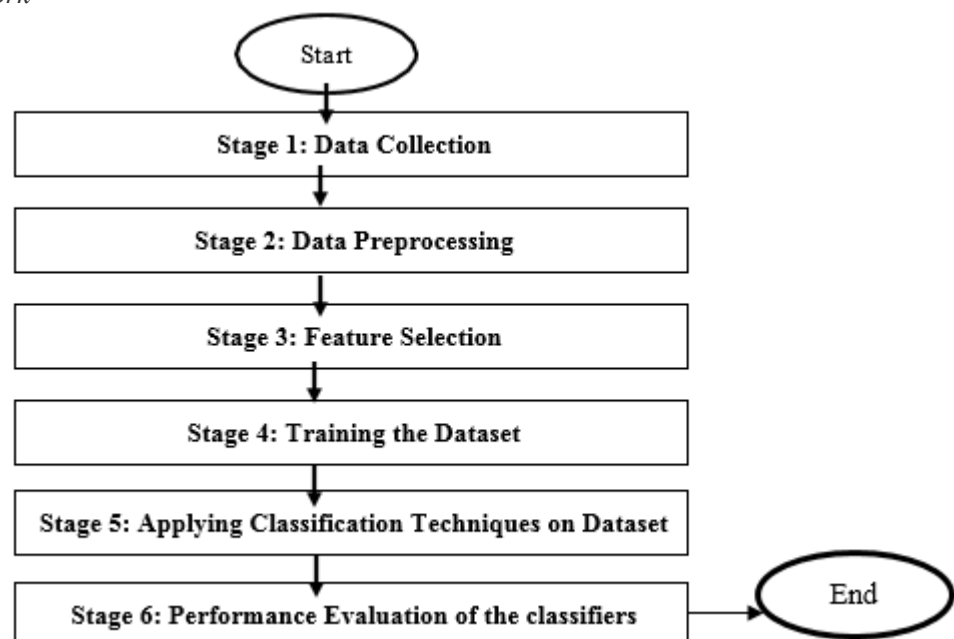 Start
Stage 1: Data Collection
Stage 2: Data Preprocessing
Stage 3: Feature Selection
Stage 4: Training the Dataset
Stage 5: Applying Classification Techniques on Dataset
Stage 6: Performance Evaluation of the classifiers
End